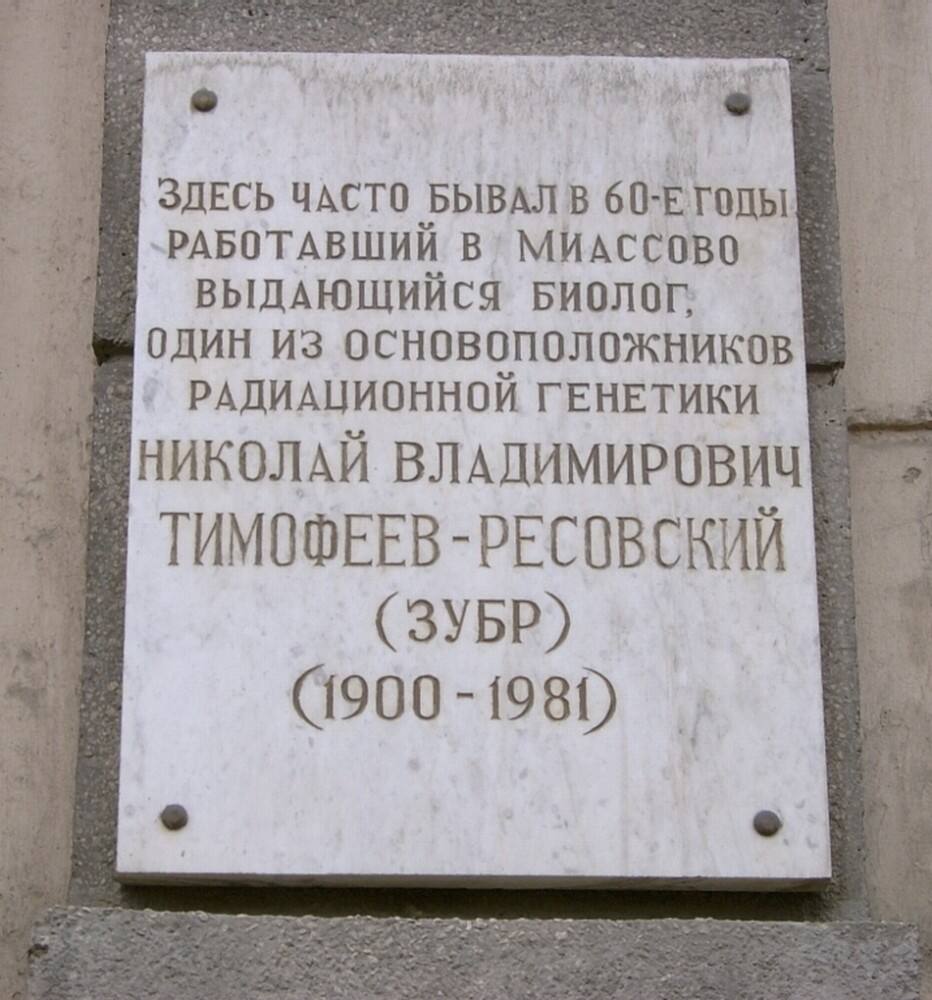 ЗДЕСЬ ЧАСТО БЫВАЛ В 60-Е ГОДЫ
РАБОТАВШИЙ В МИАССОВО
ВЫДАЮЩИЙСЯ БИОЛОГ,
ОДИН ИЗ ОСНОВОПОЛОЖНИКОВ
РАДИАЦИОННОЙ ГЕНЕТИКИ
НИКОЛАЙ ВЛАДИМИРОВИЧ
ТИМОФЕЕВ-РЕСОВСКИЙ
(ЗУБР)
(1900-1981)